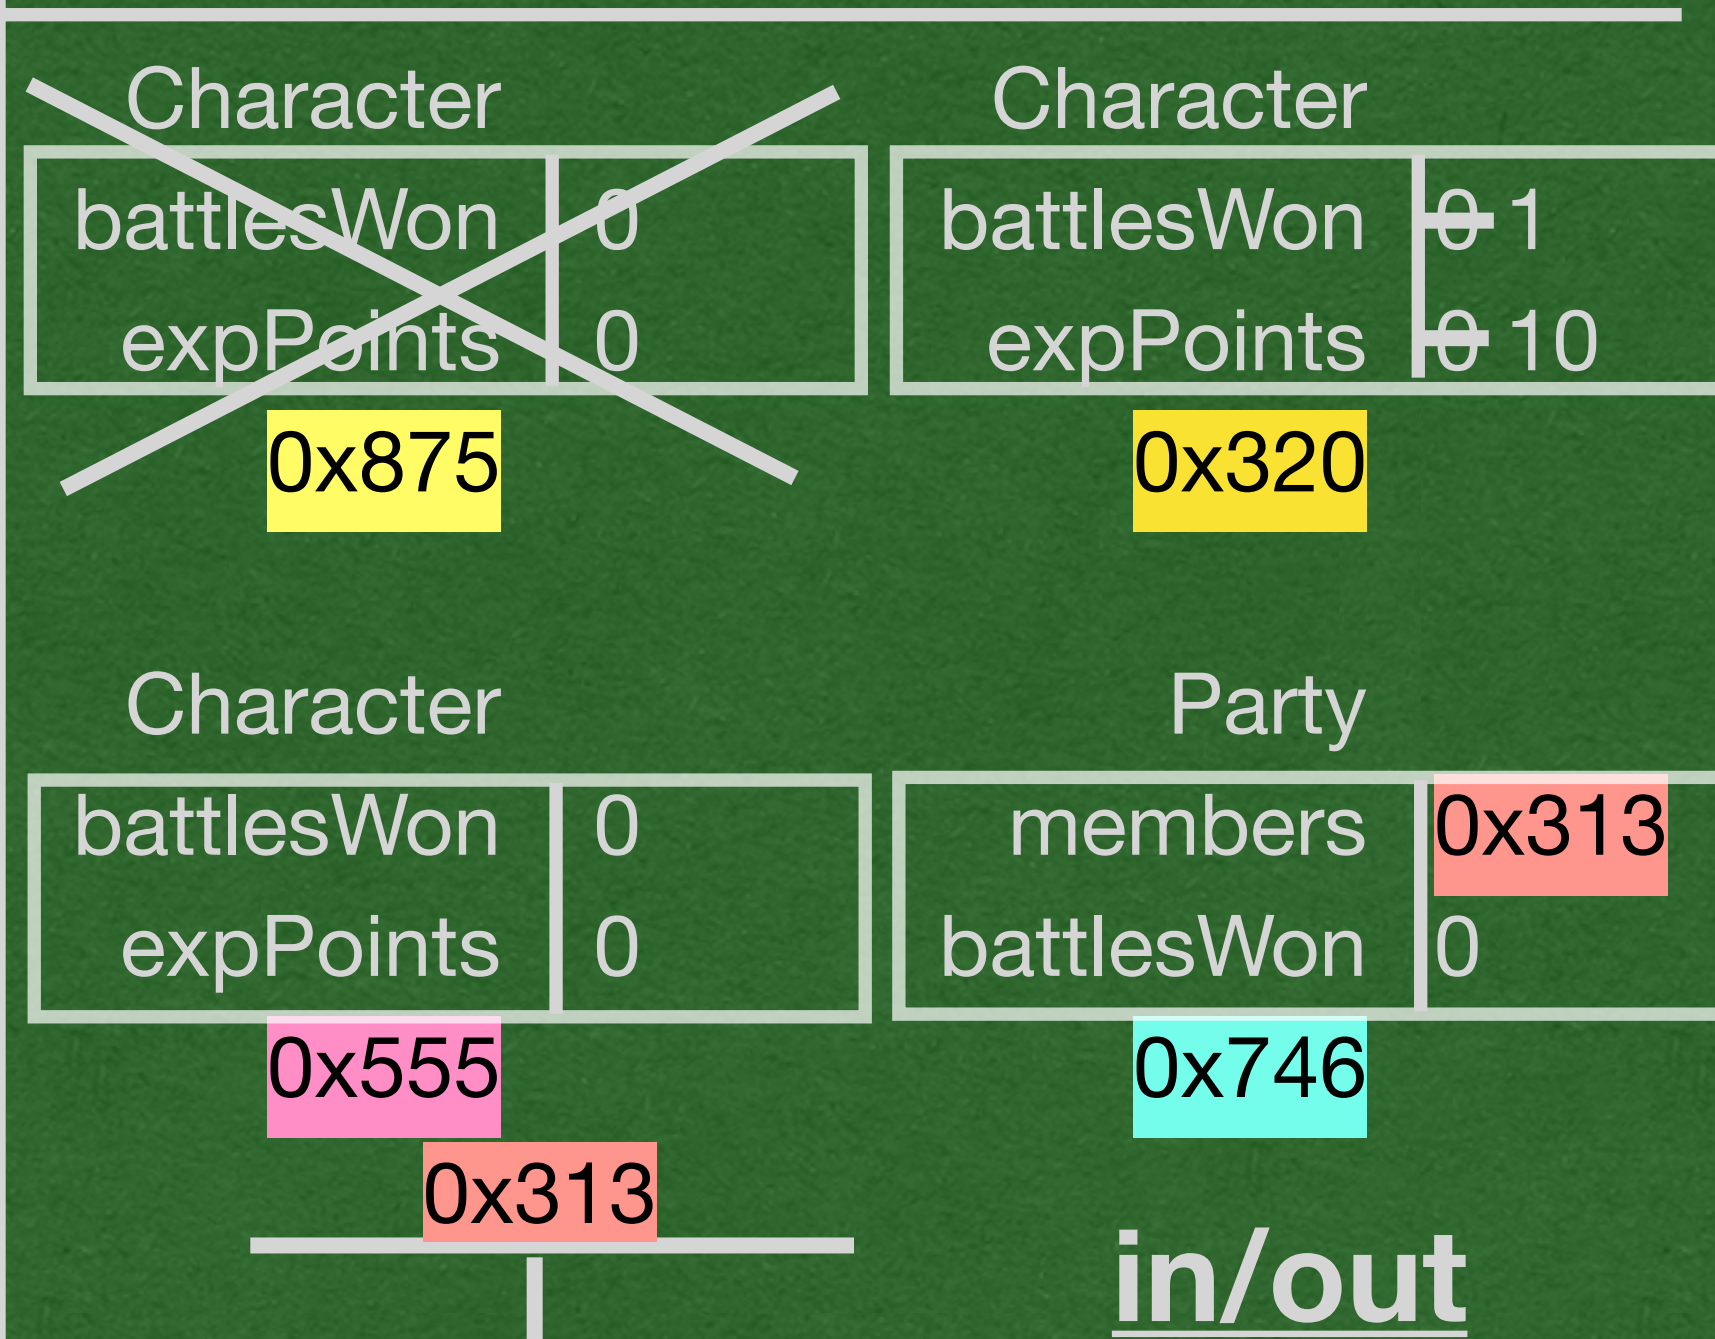 Character
battlesWon 0
expPoints 0
0x875
Character
battlesWon 0 1
expPoints 0 10
0x320
Character
battlesWon 0
expPoints 0
0x555
Party
members 0x313
battlesWon 0
0x746
0x313
in/out